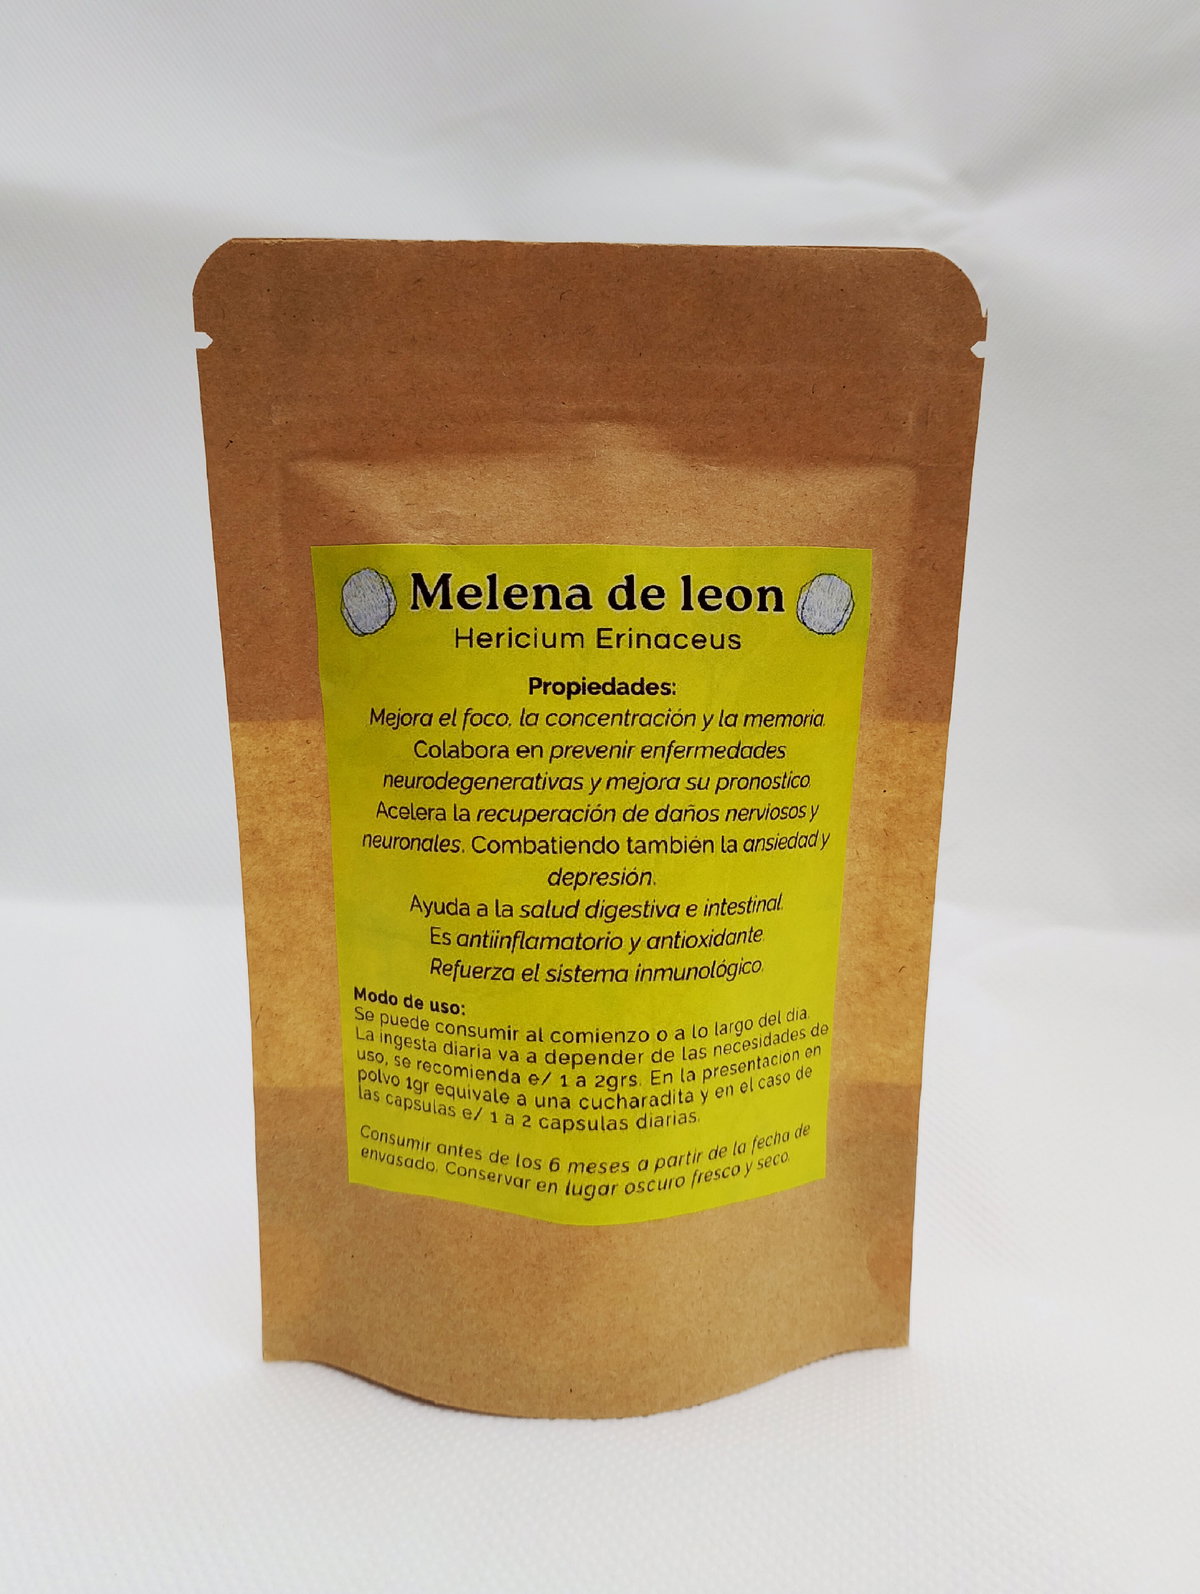 Melena de leon
Hericium Erinaceus
Propiedades:
Mejora el foco, la concentración y la memoria.
Colabora en prevenir enfermedades
neurodegenerativas y mejora su pronostico.
Acelera la recuperación de daños nerviosos y
neuronales. Combatiendo también la ansiedad y
depresión.
Ayuda a la salud digestiva e intestinal.
Es antiinflamatorio y antioxidante.
Refuerza el sistema inmunológico.
Modo de uso:
Se puede consumir al comienzo o a lo largo del dia.
La ingesta diaria va a depender de las necesidades de
uso, se recomienda e/ 1 a 2grs. En la presentacion en
polvo 1gr equivale a una cucharadita y en el caso de
las capsulas e/ 1 a 2 capsulas diarias.
Consumir antes de los 6 meses a partir de la fecha de
envasado. Conservar en lugar oscuro fresco y seco.